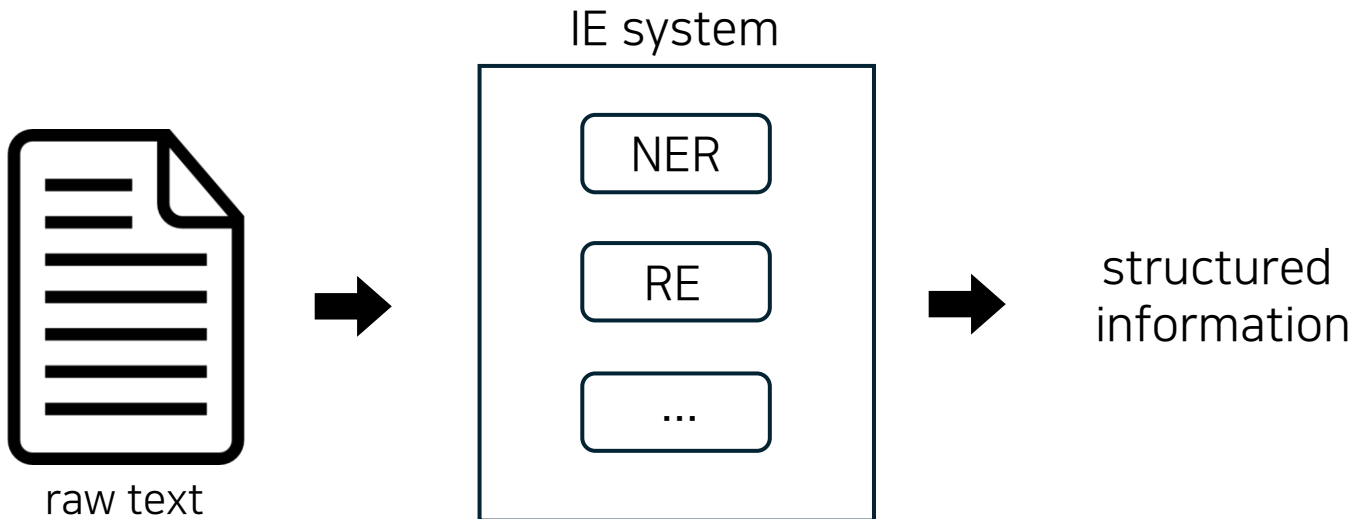 IE system
NER
RE
...
raw text
structured
information